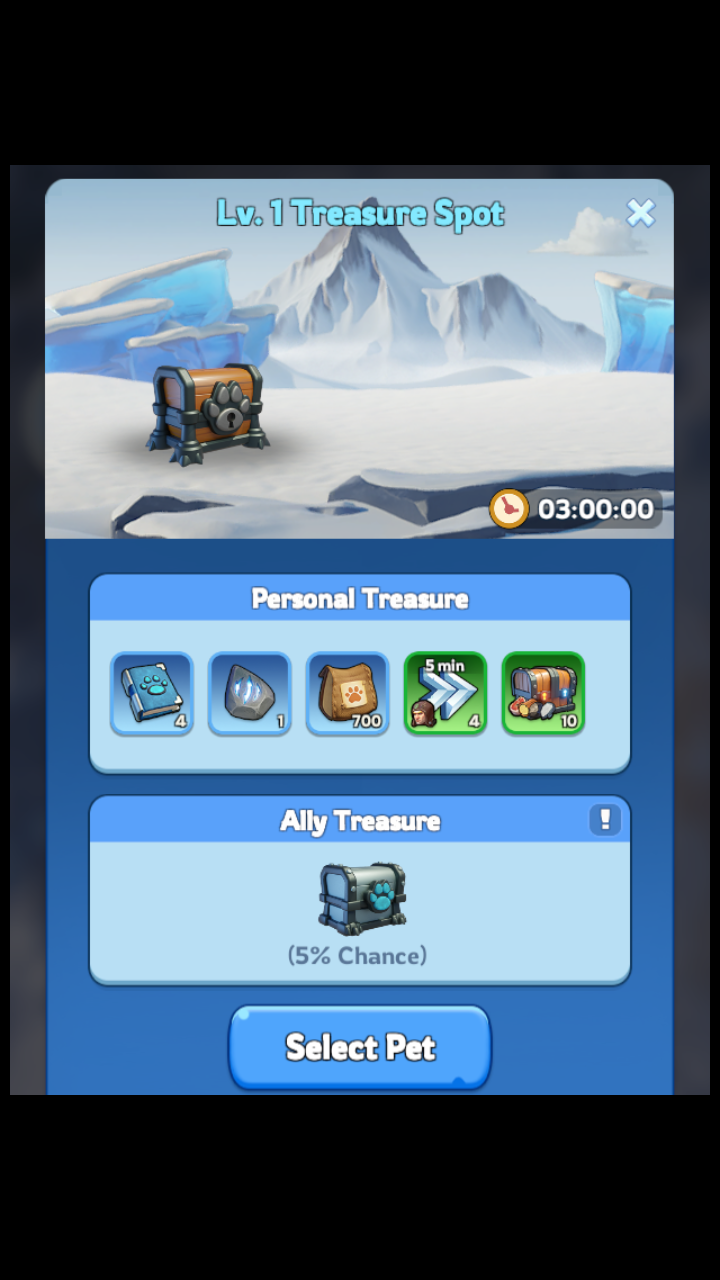 Lv. 1 Treasure Spot
03:00:00
Personal Treasure
5 min
4
1
700
4
10
Ally Treasure
!
(5% Chance)
Select Pet